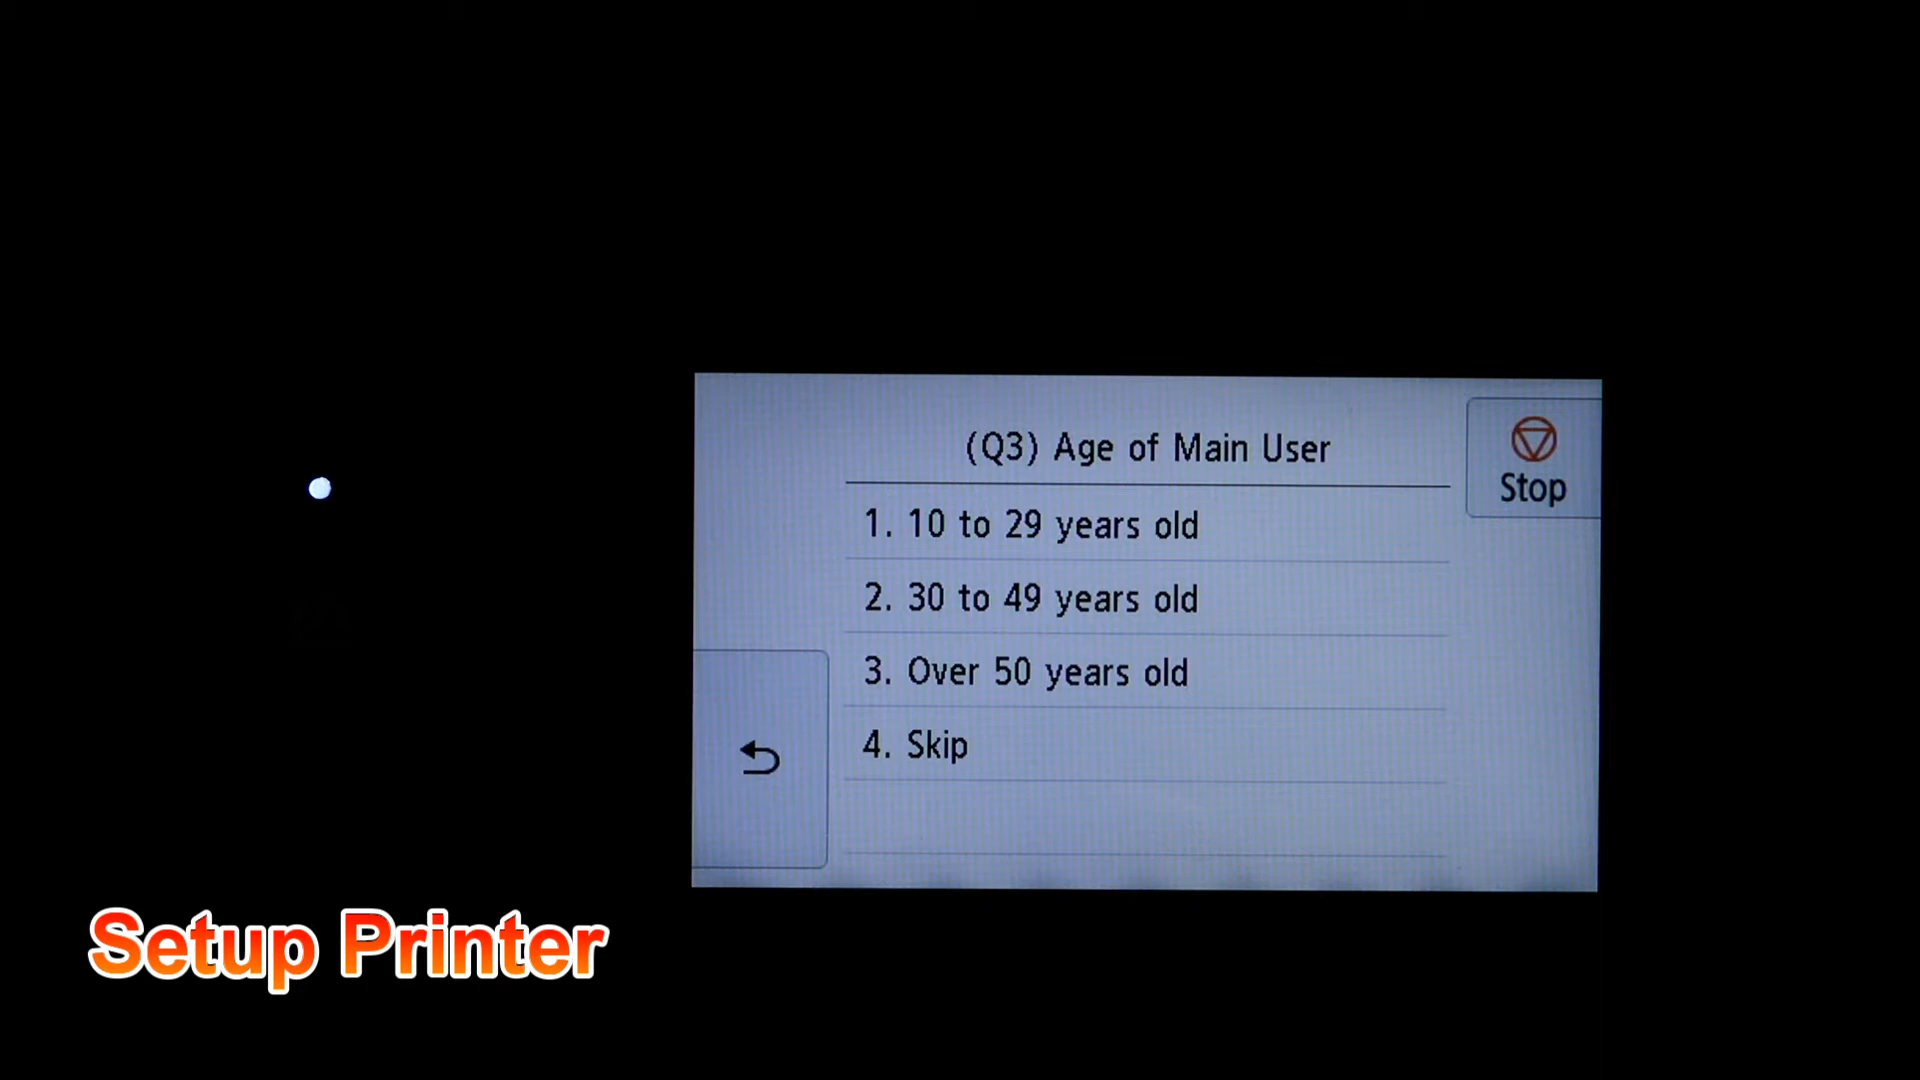 (Q3) Age of Main User
Stop
1. 10 to 29 years old
2. 30 to 49 years old
3. Over 50 years old
4. Skip
Setup Printer